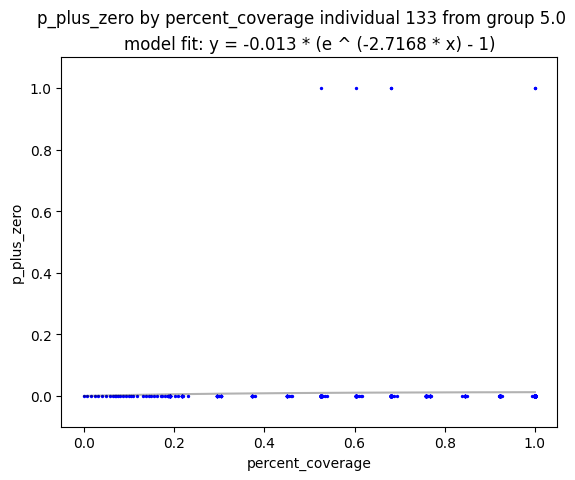 p_plus_zero by percent_coverage individual 133 from group 5.0
model fit: y = -0.013 * (e ^ (-2.7168 * x) - 1)
1.0
0.8
0.6
0.4
0.2
0.0
p_plus_zero
0.0 0.2 0.4 0.6 0.8 1.0
percent_coverage